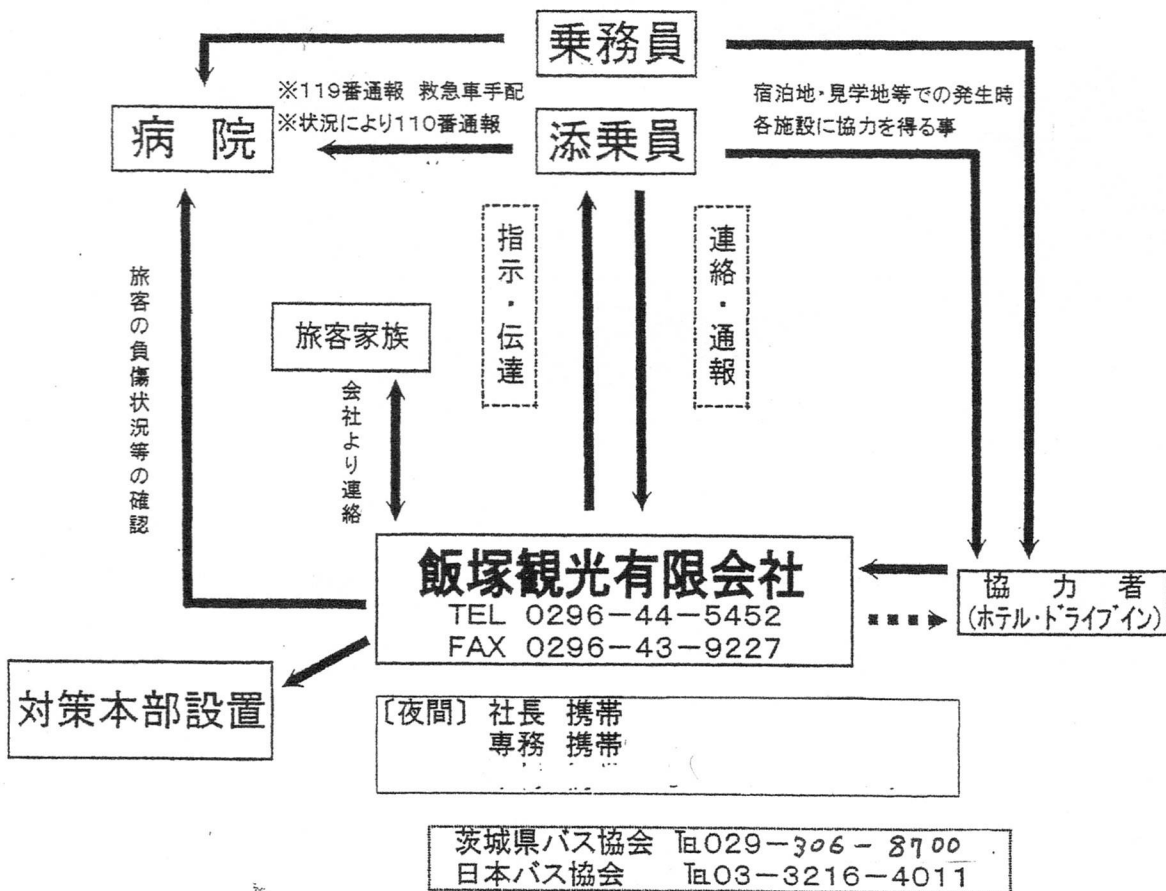 乗務員
※119番通報 救急車手配
※状況により110番通報
宿泊地・見学地等での発生時
各施設に協力を得る事
病 院
添乗員
指示・伝達
連絡・通報
旅客の負傷状況等の確認
旅客家族
会社より連絡
飯塚観光有限会社
TEL 0296-44-5452
FAX 0296-43-9227
協 力 者
(ホテル・ドライブイン)
対策本部設置
〔夜間〕 社長 携帯
専務 携帯
茨城県バス協会 ℡029-306-8700
日本バス協会 ℡03-3216-4011